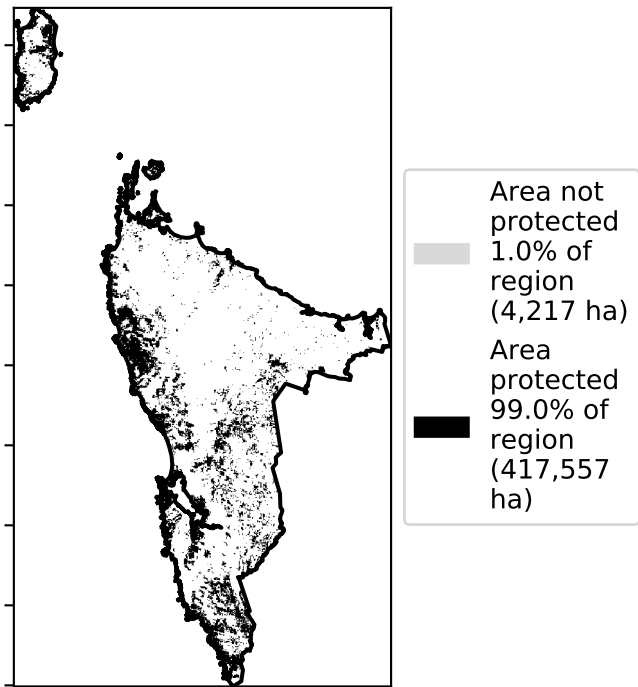 Area not
protected
1.0% of
region
(4,217 ha)
Area
protected
99.0% of
region
(417,557
ha)